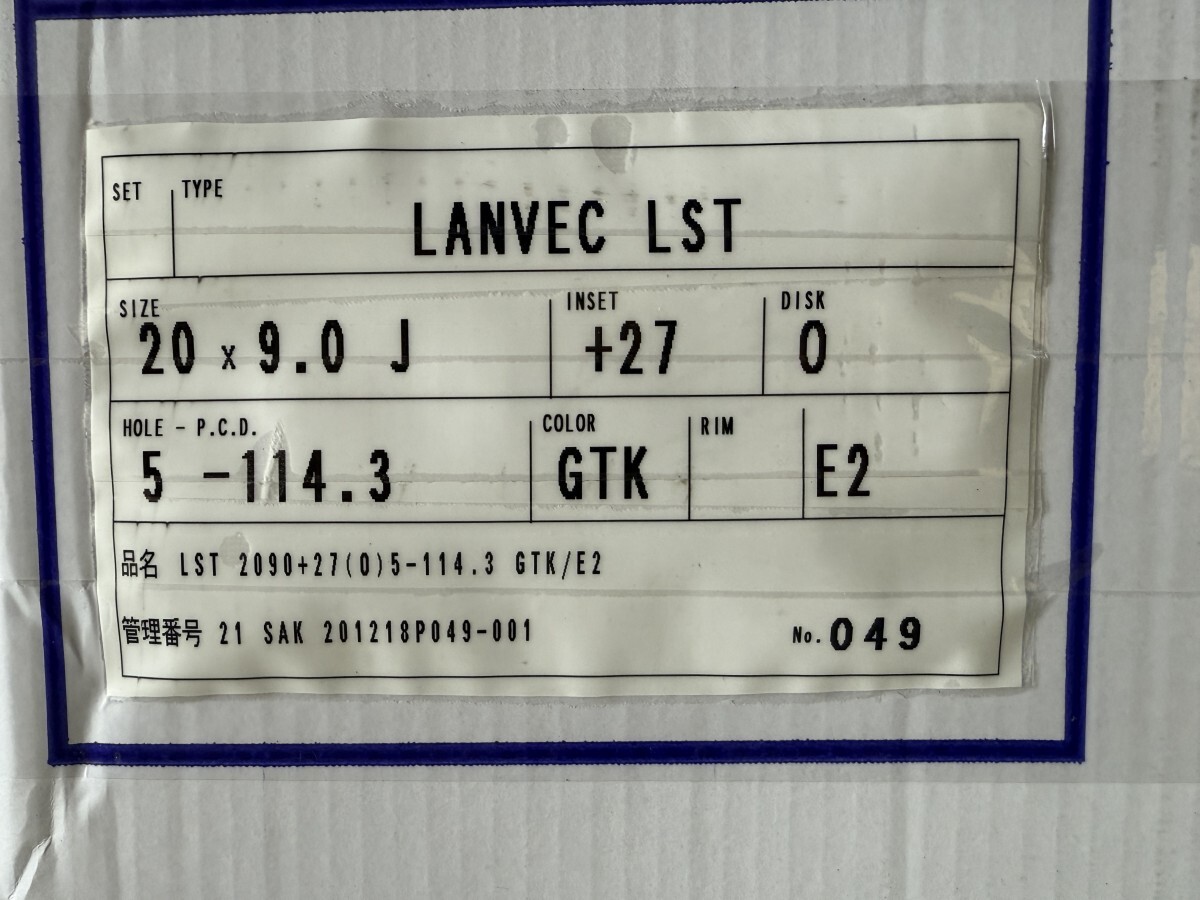 SET TYPE
LANVEC LST
SIZE INSET DISK
20 x 9.0 J +27 0
HOLE - P.C.D. COLOR RIM
5 -114.3 GTK E2
品名 LST 2090+27(0)5-114.3 GTK/E2
管理番号 21 SAK 201218P049-001 No.049